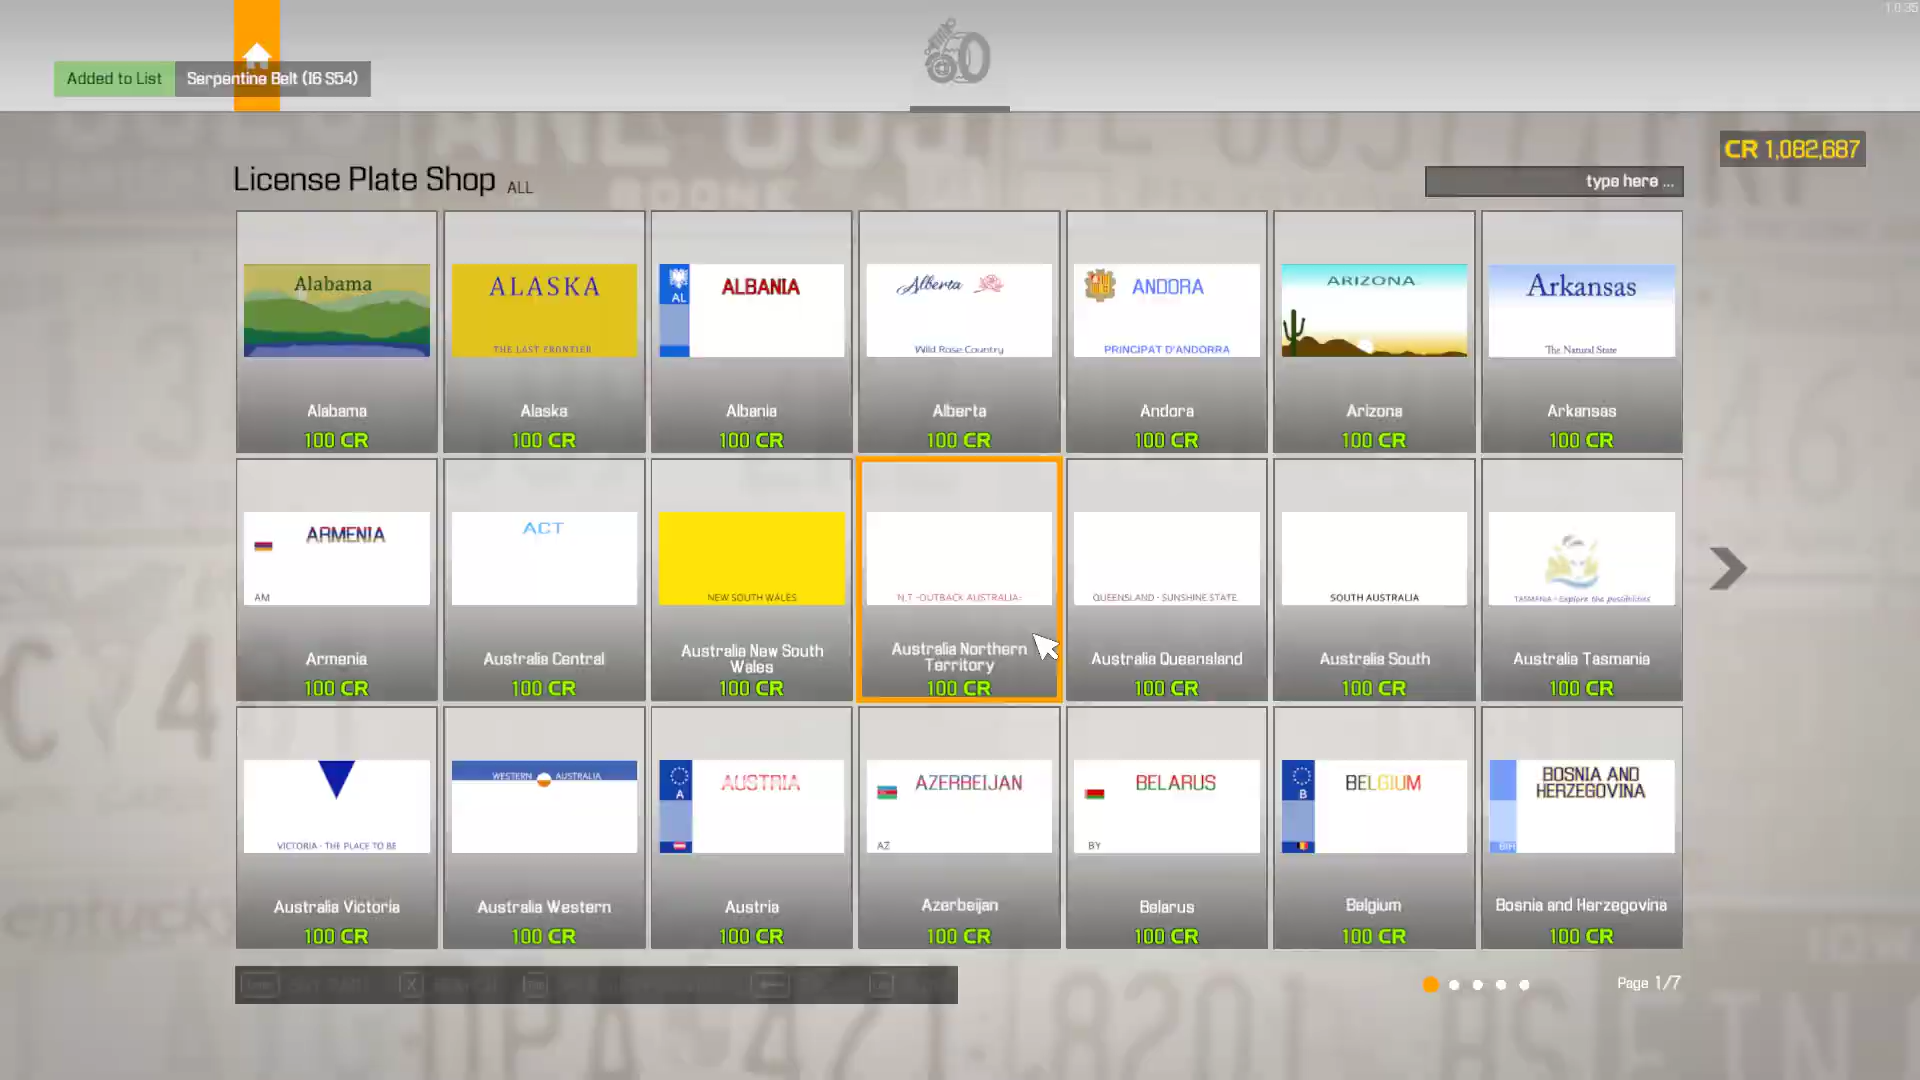 1.0.35
Added to List
Serpentine Belt (I6 S54)
CR 1,082,687
License Plate Shop ALL
type here ...
Alabama
ALASKA
THE LAST FRONTIER
AL
ALBANIA
Alberta
Wild Rose Country
ANDORA
PRINCIPAT D'ANDORRA
ARIZONA
Arkansas
The Natural State
Alabama
100 CR
Alaska
100 CR
Albania
100 CR
Alberta
100 CR
Andora
100 CR
Arizona
100 CR
Arkansas
100 CR
ARMENIA
AM
ACT
NEW SOUTH WALES
N.T -OUTBACK AUSTRALIA-
QUEENSLAND - SUNSHINE STATE
SOUTH AUSTRALIA
TASMANIA - Explore the possibilities
Armenia
100 CR
Australia Central
100 CR
Australia New South
Wales
100 CR
Australia Northern
Territory
100 CR
Australia Queensland
100 CR
Australia South
100 CR
Australia Tasmania
100 CR
VICTORIA - THE PLACE TO BE
WESTERN AUSTRALIA
A
AUSTRIA
AZERBEIJAN
AZ
BELARUS
BY
B
BELGIUM
BOSNIA AND
HERZEGOVINA
BIH
Australia Victoria
100 CR
Australia Western
100 CR
Austria
100 CR
Azerbeijan
100 CR
Belarus
100 CR
Belgium
100 CR
Bosnia and Herzegovina
100 CR
X
Page 1/7